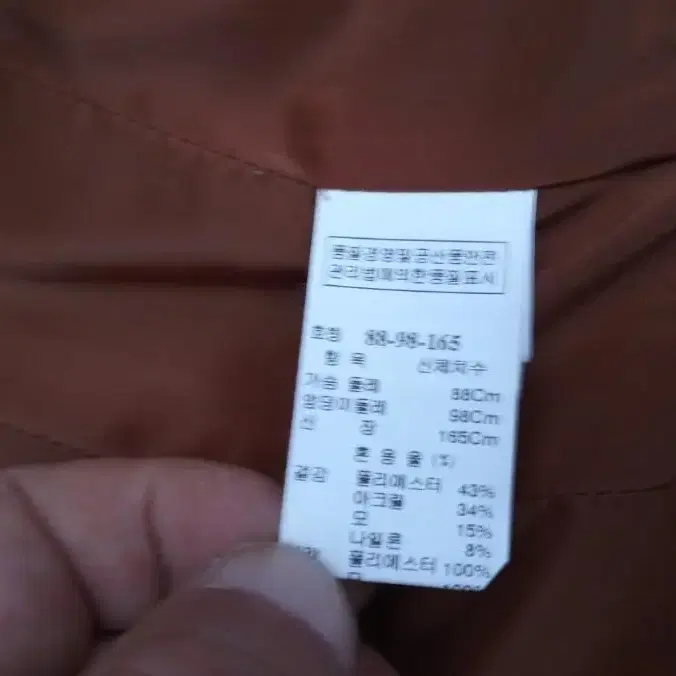 품질경영및공산품안전
관리법에의한품질표시
호칭 88-98-165
항 목 신체치수
가슴 둘레 88Cm
엉덩이둘레 98Cm
신 장 165Cm
혼 용 율 (%)
겉감 폴리에스터 43%
아크릴 34%
모 15%
나일론 8%
폴리에스터 100%